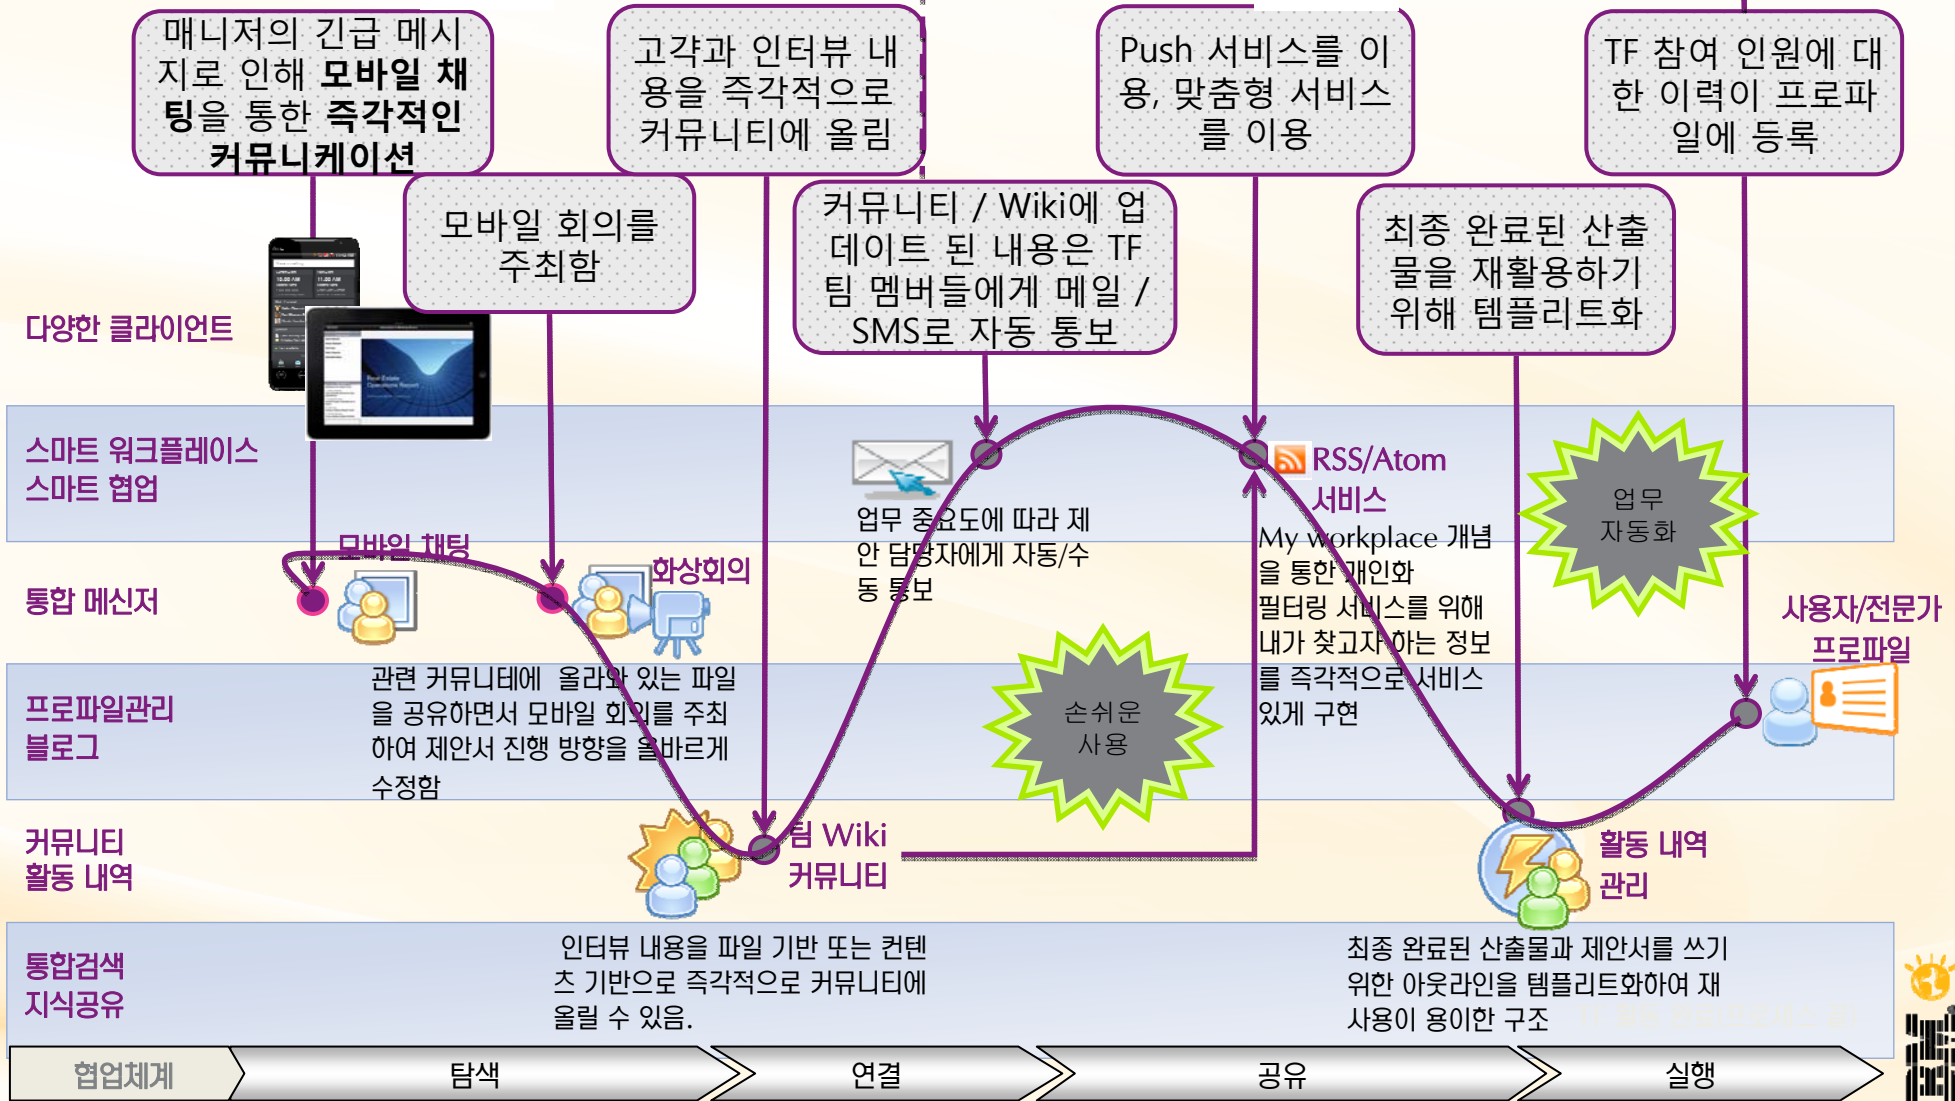 매니저의 긴급 메시
지로 인해 모바일 채
팅을 통한 즉각적인
커뮤니케이션
고객과 인터뷰 내
용을 즉각적으로
커뮤니티에 올림
Push 서비스를 이
용, 맞춤형 서비스
를 이용
TF 참여 인원에 대
한 이력이 프로파
일에 등록
모바일 회의를
주최함
커뮤니티 / Wiki에 업
데이트 된 내용은 TF
팀 멤버들에게 메일 /
SMS로 자동 통보
최종 완료된 산출
물을 재활용하기
위해 템플리트화
다양한 클라이언트
스마트 워크플레이스
스마트 협업
RSS/Atom
서비스
업무
자동화
업무 중요도에 따라 제
안 담당자에게 자동/수
동 통보
My workplace 개념
을 통한 개인화
필터링 서비스를 위해
내가 찾고자 하는 정보
를 즉각적으로 서비스
있게 구현
통합 메신저
모바일 채팅
화상회의
사용자/전문가
프로파일
프로파일관리
블로그
관련 커뮤니테에 올라와 있는 파일
을 공유하면서 모바일 회의를 주최
하여 제안서 진행 방향을 올바르게
수정함
손쉬운
사용
커뮤니티
활동 내역
팀 Wiki
커뮤니티
활동 내역
관리
통합검색
지식공유
인터뷰 내용을 파일 기반 또는 컨텐
츠 기반으로 즉각적으로 커뮤니티에
올릴 수 있음.
최종 완료된 산출물과 제안서를 쓰기
위한 아웃라인을 템플리트화하여 재
사용이 용이한 구조
협업체계
탐색
연결
공유
실행
IBM